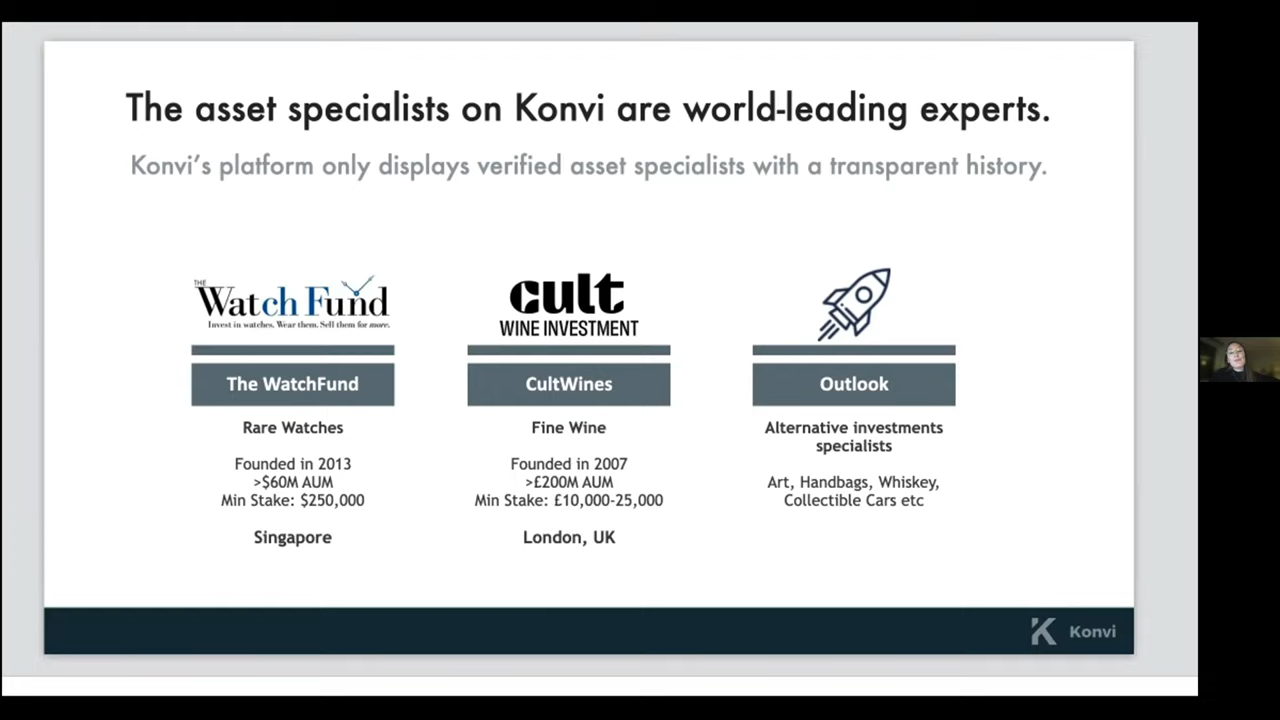 The asset specialists on Konvi are world-leading experts.
Konvi's platform only displays verified asset specialists with a transparent history.
THE
WatchFund
Invest in watches. Wear them. Sell them for more.
cult
WINE INVESTMENT
The WatchFund
CultWines
Outlook
Rare Watches
Founded in 2013
>$60M AUM
Min Stake: $250,000
Singapore
Fine Wine
Founded in 2007
>£200M AUM
Min Stake: £10,000-25,000
London, UK
Alternative investments
specialists
Art, Handbags, Whiskey,
Collectible Cars etc
Konvi